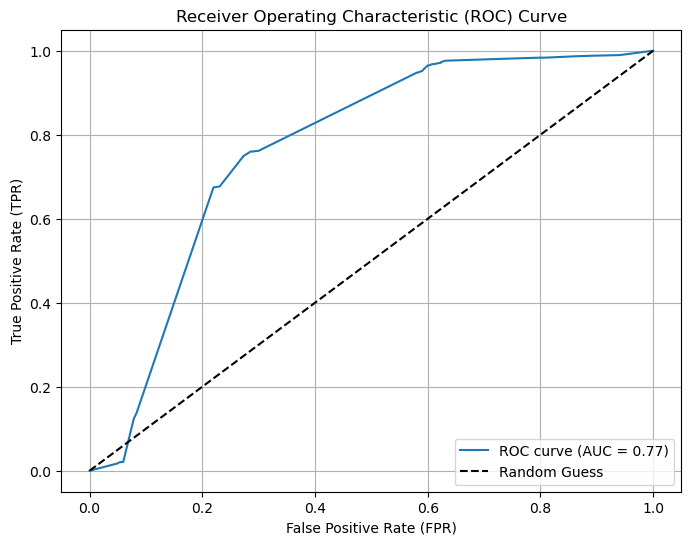 Receiver Operating Characteristic (ROC) Curve
True Positive Rate (TPR)
1.0
0.8
0.6
0.4
0.2
0.0
0.0 0.2 0.4 0.6 0.8 1.0
False Positive Rate (FPR)
ROC curve (AUC = 0.77)
Random Guess